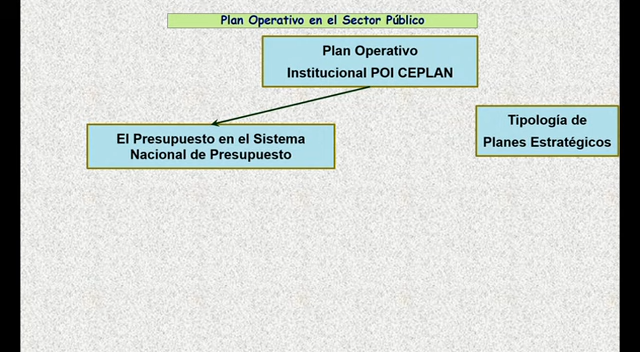 Plan Operativo en el Sector Público
Plan Operativo
Institucional POI CEPLAN
El Presupuesto en el Sistema
Nacional de Presupuesto
Tipología de
Planes Estratégicos